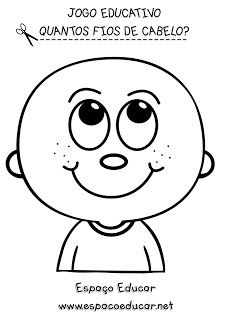 JOGO EDUCATIVO
QUANTOS FIOS DE CABELO?
Espaço Educar
www.espacoeducar.net